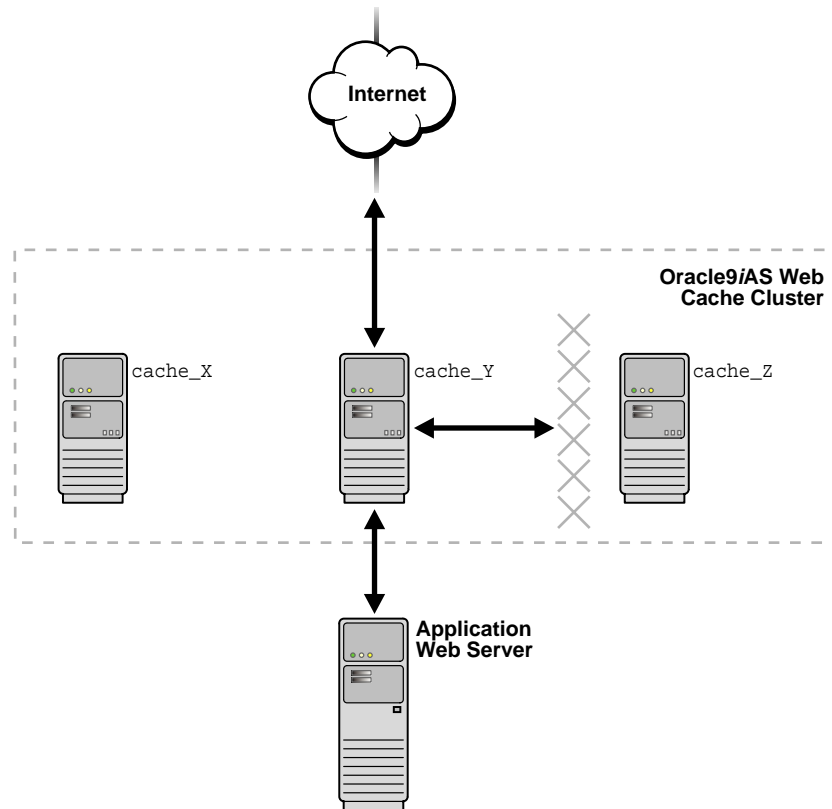 Internet
Oracle9iAS Web
Cache Cluster
cache_X
cache_Y
cache_Z
Application
Web Server